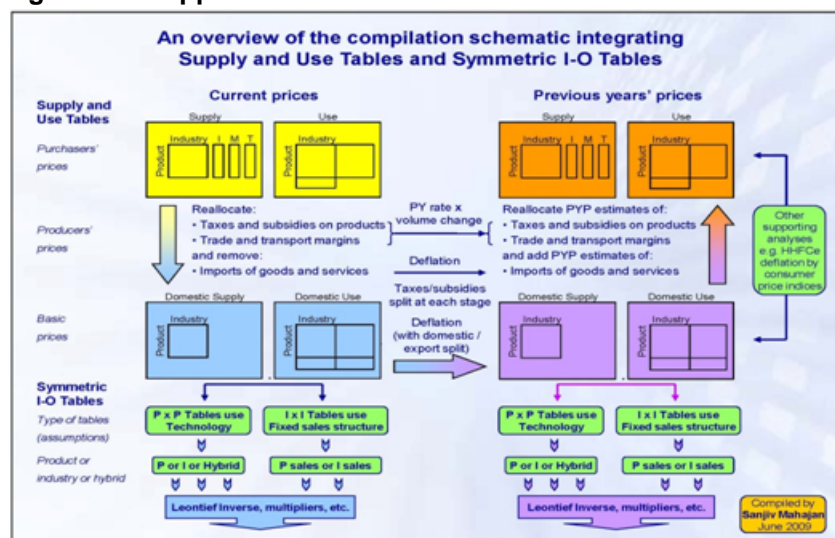 An overview of the compilation schematic integrating
Supply and Use Tables and Symmetric I-O Tables
Supply and
Use Tables
Current prices
Previous years' prices
Supply
Use
Supply
Use
Purchasers'
prices
Product
Industry I M T
Product
Industry
Product
Industry I M T
Product
Industry
Producers'
prices
Reallocate:
▪ Taxes and subsidies on products
▪ Trade and transport margins
and remove:
▪ Imports of goods and services
PY rate x
volume change
Deflation
Taxes/subsidies
split at each stage
Reallocate PYP estimates of:
▪ Taxes and subsidies on products
▪ Trade and transport margins
and add PYP estimates of:
▪ Imports of goods and services
Other
supporting
analyses
e.g. HHFCe
deflation by
consumer
price indices
Basic
prices
Domestic Supply
Domestic Use
Domestic Supply
Domestic Use
Product
Industry
Product
Industry
Deflation
(with domestic /
export split)
Product
Industry
Product
Industry
Symmetric
I-O Tables
Type of tables
(assumptions)
P x P Tables use
Technology
I x I Tables use
Fixed sales structure
P x P Tables use
Technology
I x I Tables use
Fixed sales structure
Product or
industry or hybrid
P or I or Hybrid
P sales or I sales
P or I or Hybrid
P sales or I sales
Leontief Inverse, multipliers, etc.
Leontief Inverse, multipliers, etc.
Compiled by
Sanjiv Mahajan
June 2009